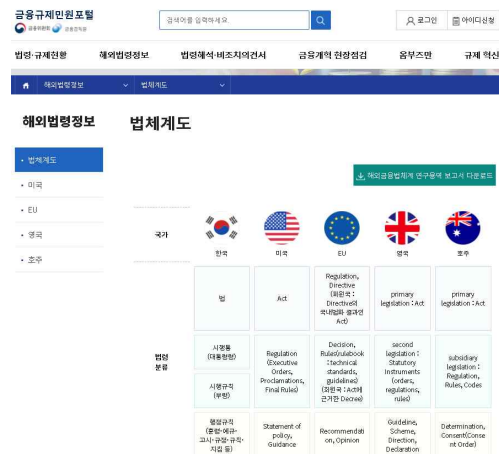 금융규제민원포털
금융위원회 금융감독원
검색어를 입력하세요.
로그인
아이디신청
법령·규제현황 해외법령정보 법령해석·비조치의견서 금융개혁 현장점검 옴부즈만 규제 혁신
해외법령정보 법체계도
해외법령정보
법체계도
• 법체계도
• 미국
• EU
• 영국
• 호주
해외금융법체계 연구용역 보고서 다운로드
국가
한국 미국 EU 영국 호주
법령
분류
법
Act
Regulation,
Directive
(회원국 :
Directive의
국내법화 결과인
Act)
primary
legislation : Act
primary
legislation : Act
시행통
(대통령령)
시행규칙
(부령)
Regulation
(Executive
Orders,
Proclamations,
Final Rules)
Decision,
Rules(rulebook
: technical
standards,
guidelines)
(회원국 : Act에
근거한 Decree)
second
legislation :
Statutory
Instruments
(orders,
regulations,
rules)
subsidiary
legislation :
Regulation,
Rules, Codes
행정규칙
(훈령·예규·
고시·규정·규칙·
지침 등)
Statement of
policy,
Guidance
Recommendati
on, Opinion
Guideline,
Scheme,
Direction,
Declaration
Determination,
Consent(Conse
nt Order)